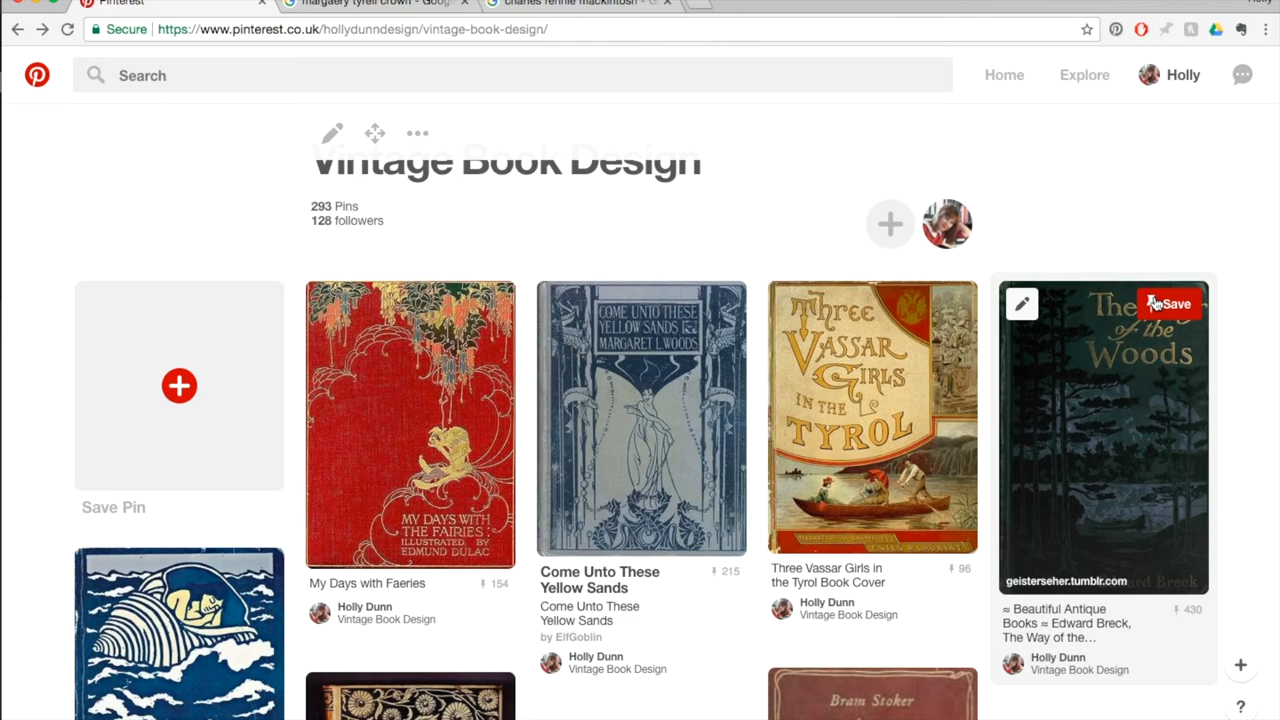 Pinterest
margaery tyrell crown - Goog
charles rennie mackintosh - G
Holly
Secure
https://www.pinterest.co.uk/hollydunndesign/vintage-book-design/
Search
Home
Explore
Holly
Vintage Book Design
293 Pins
128 followers
Save Pin
MY DAYS WITH
THE FAIRIES:
ILLUSTRATED BY
EDMUND DULAC
My Days with Faeries
154
Holly Dunn
Vintage Book Design
COME UNTO THESE
YELLOW SANDS
MARGARET L. WOODS
Come Unto These
Yellow Sands
215
Come Unto These
Yellow Sands
by ElfGoblin
Holly Dunn
Vintage Book Design
Three
Vassar
Girls
IN THE
TYROL
Three Vassar Girls in
the Tyrol Book Cover
96
Holly Dunn
Vintage Book Design
The
of the
Woods
Save
geisterseher.tumblr.com
Breck
≈ Beautiful Antique
Books ≈ Edward Breck,
The Way of the…
430
Holly Dunn
Vintage Book Design
Bram Stoker
?